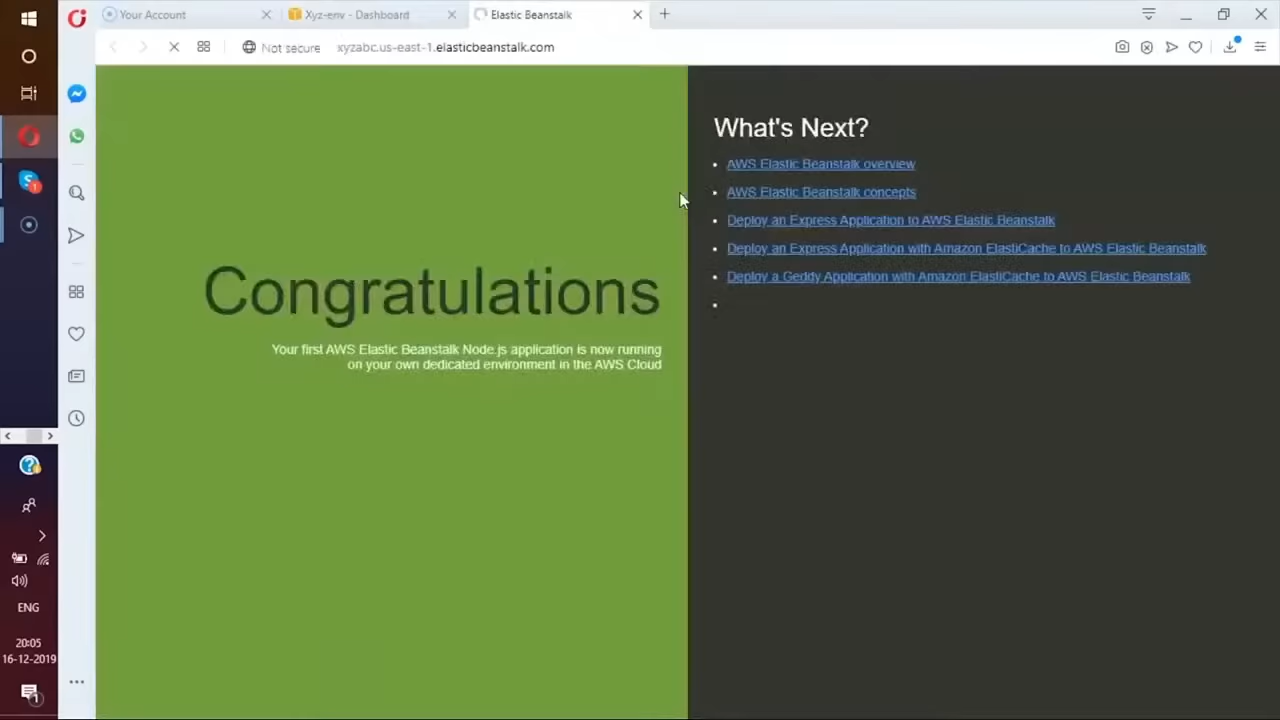 Your Account
Xyz-env - Dashboard
Elastic Beanstalk
Not secure
xyzabc.us-east-1.elasticbeanstalk.com
Congratulations
Your first AWS Elastic Beanstalk Node.js application is now running
on your own dedicated environment in the AWS Cloud
What's Next?
AWS Elastic Beanstalk overview
AWS Elastic Beanstalk concepts
Deploy an Express Application to AWS Elastic Beanstalk
Deploy an Express Application with Amazon ElastiCache to AWS Elastic Beanstalk
Deploy a Geddy Application with Amazon ElastiCache to AWS Elastic Beanstalk
1
ENG
20:05
16-12-2019
1